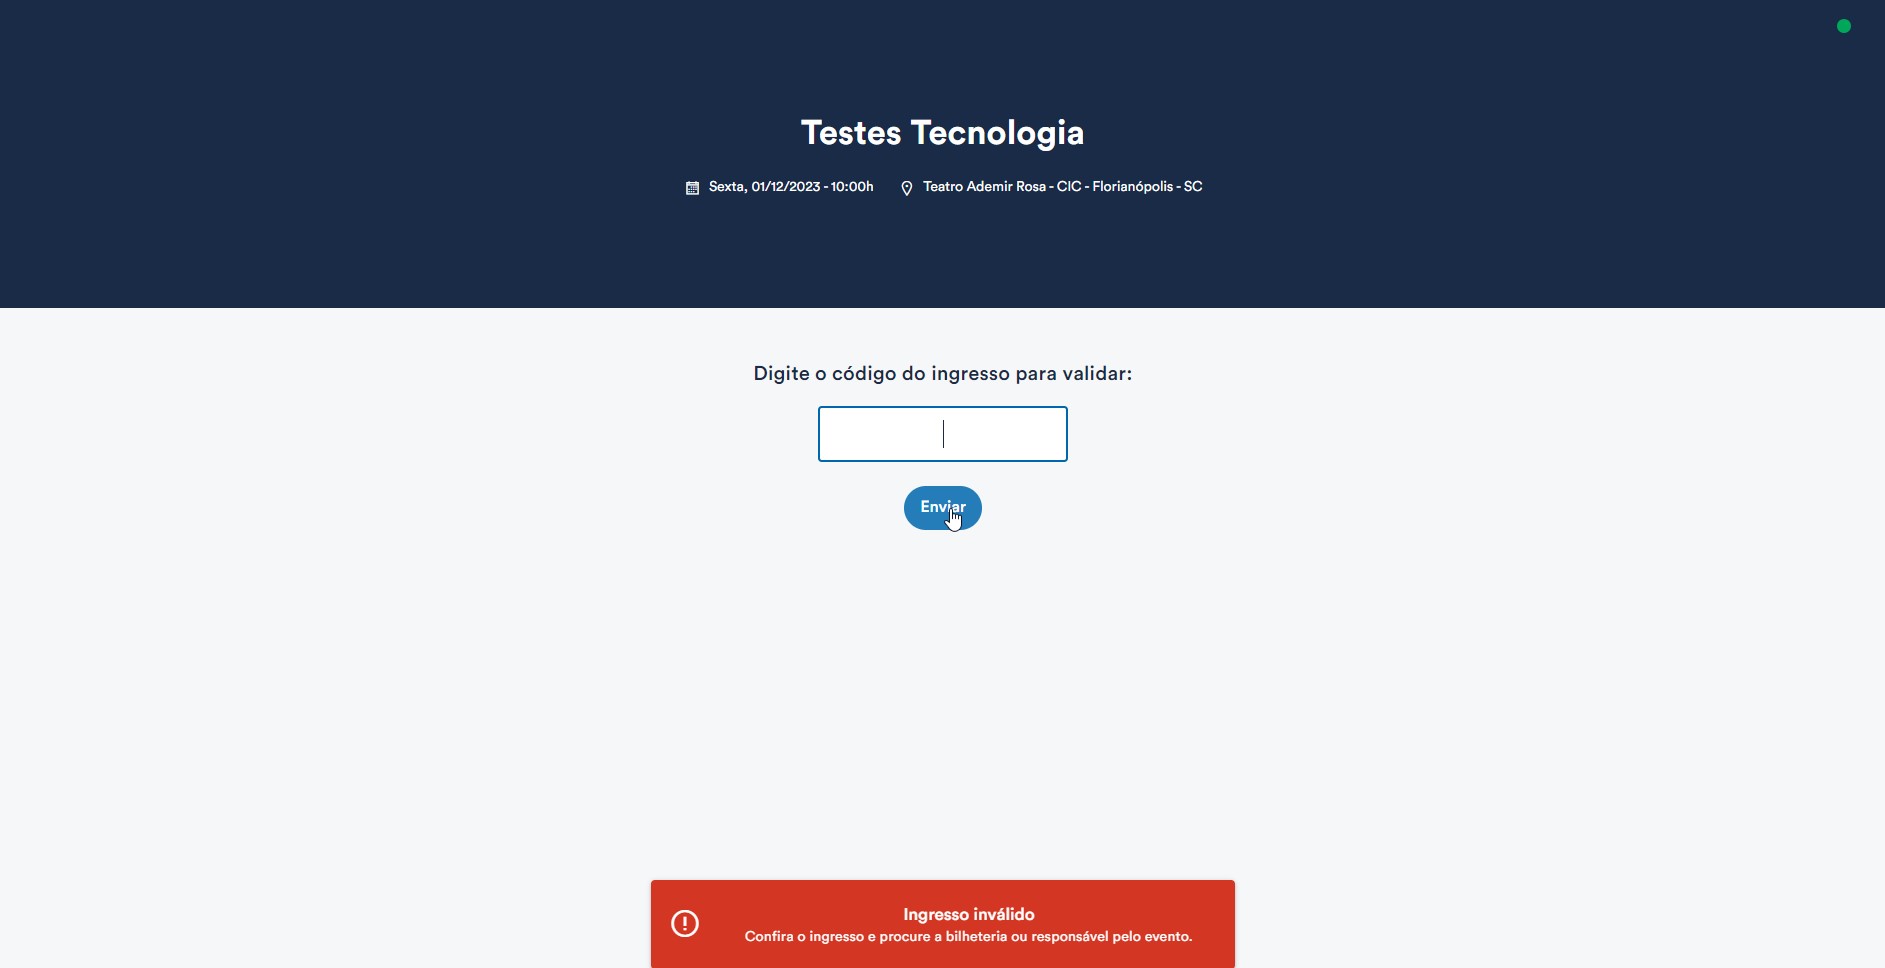 Testes Tecnologia
Sexta, 01/12/2023 - 10:00h
Teatro Ademir Rosa - CIC - Florianópolis - SC
Digite o código do ingresso para validar:
Enviar
Ingresso inválido
Confira o ingresso e procure a bilheteria ou responsável pelo evento.